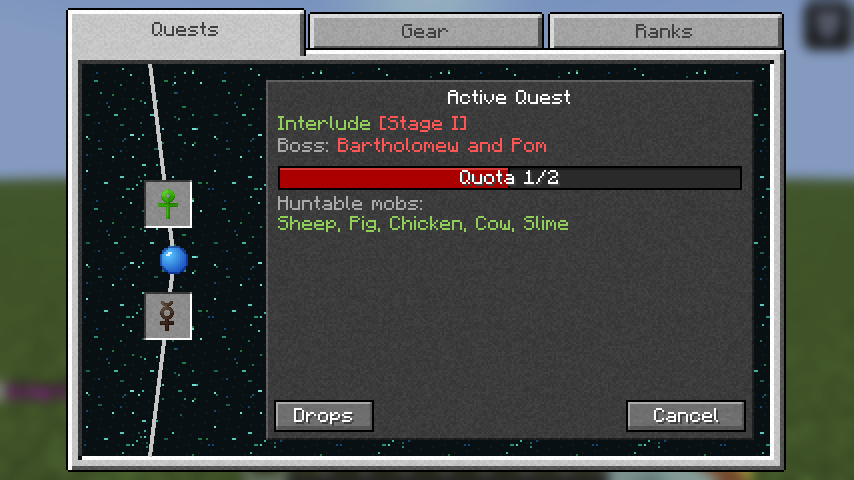 Quests
Gear
Ranks
Active Quest
Interlude [Stage I]
Boss: Bartholomew and Pom
Quota 1/2
Huntable mobs:
Sheep, Pig, Chicken, Cow, Slime
Drops
Cancel